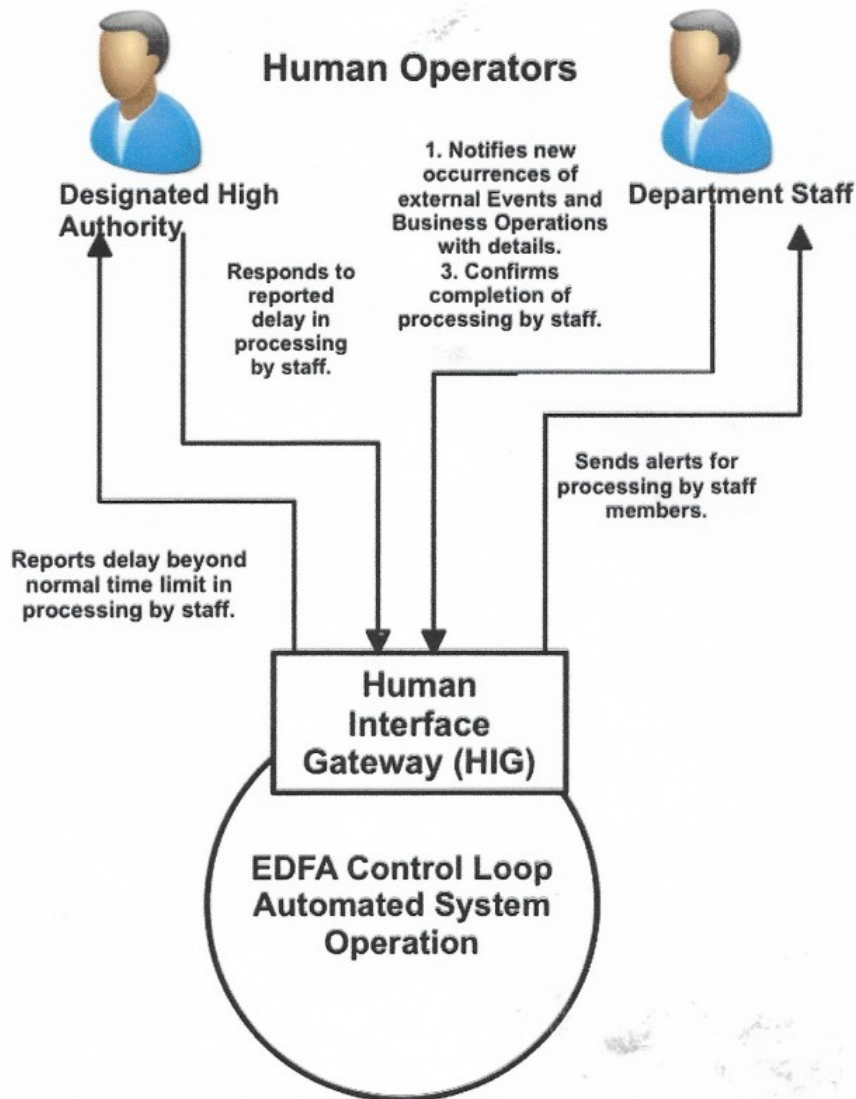 Human Operators
Designated High
Authority
1. Notifies new
occurrences of
external Events and
Business Operations
with details.
3. Confirms
completion of
processing by staff.
Department Staff
Responds to
reported
delay in
processing
by staff.
Sends alerts for
processing by staff
members.
Reports delay beyond
normal time limit in
processing by staff.
Human
Interface
Gateway (HIG)
EDFA Control Loop
Automated System
Operation